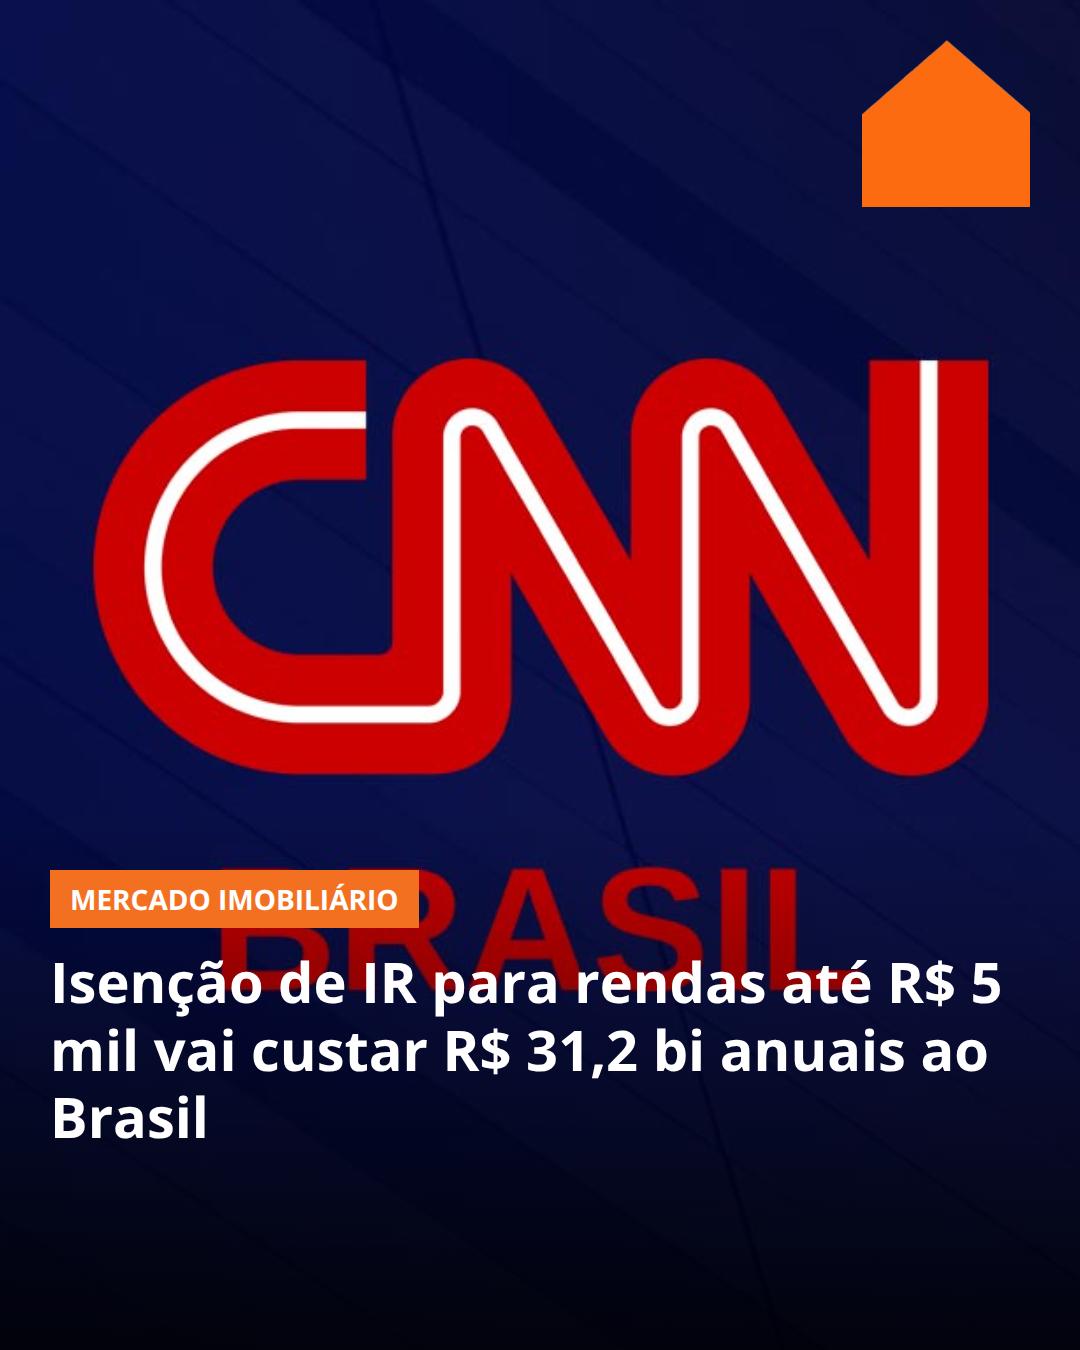 CNN
BRASIL
MERCADO IMOBILIÁRIO
Isenção de IR para rendas até R$ 5
mil vai custar R$ 31,2 bi anuais ao
Brasil